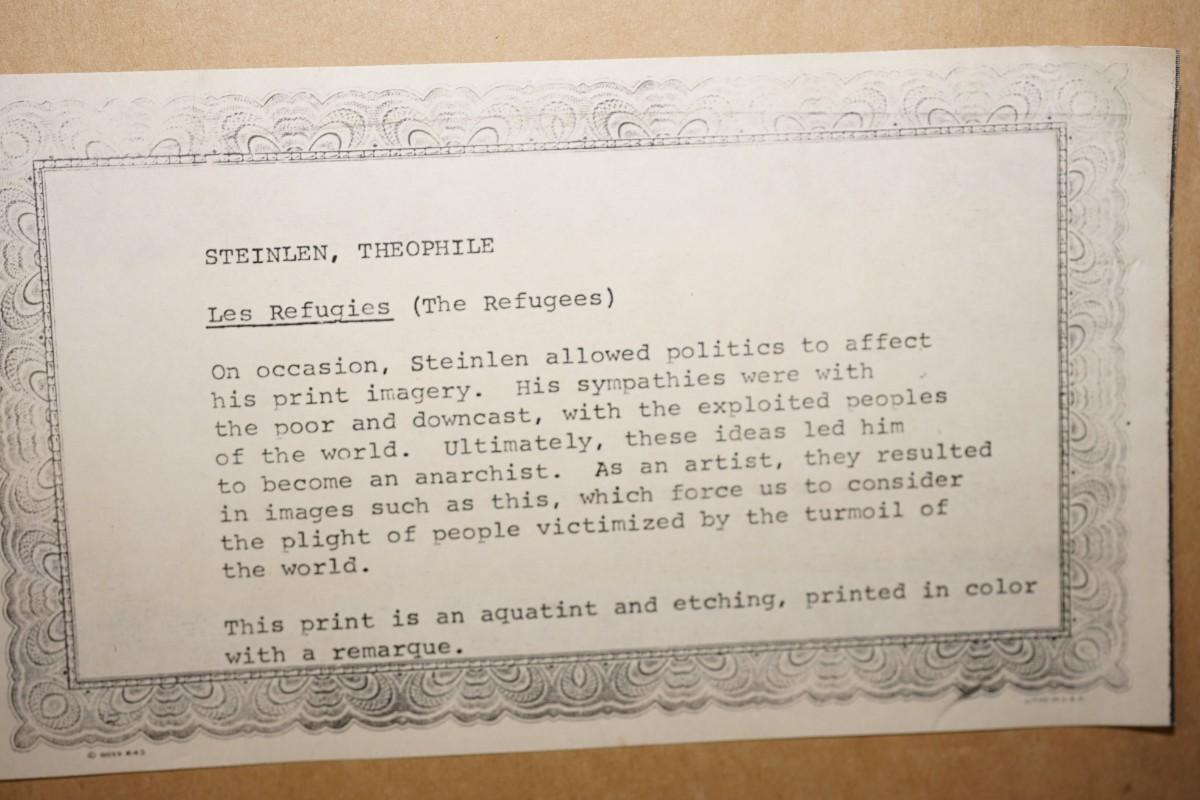 STEINLEN, THEOPHILE
Les Refugies (The Refugees)
On occasion, Steinlen allowed politics to affect
his print imagery. His sympathies were with
the poor and downcast, with the exploited peoples
of the world. Ultimately, these ideas led him
to become an anarchist. As an artist, they resulted
in images such as this, which force us to consider
the plight of people victimized by the turmoil of
the world.
This print is an aquatint and etching, printed in color
with a remarque.
©